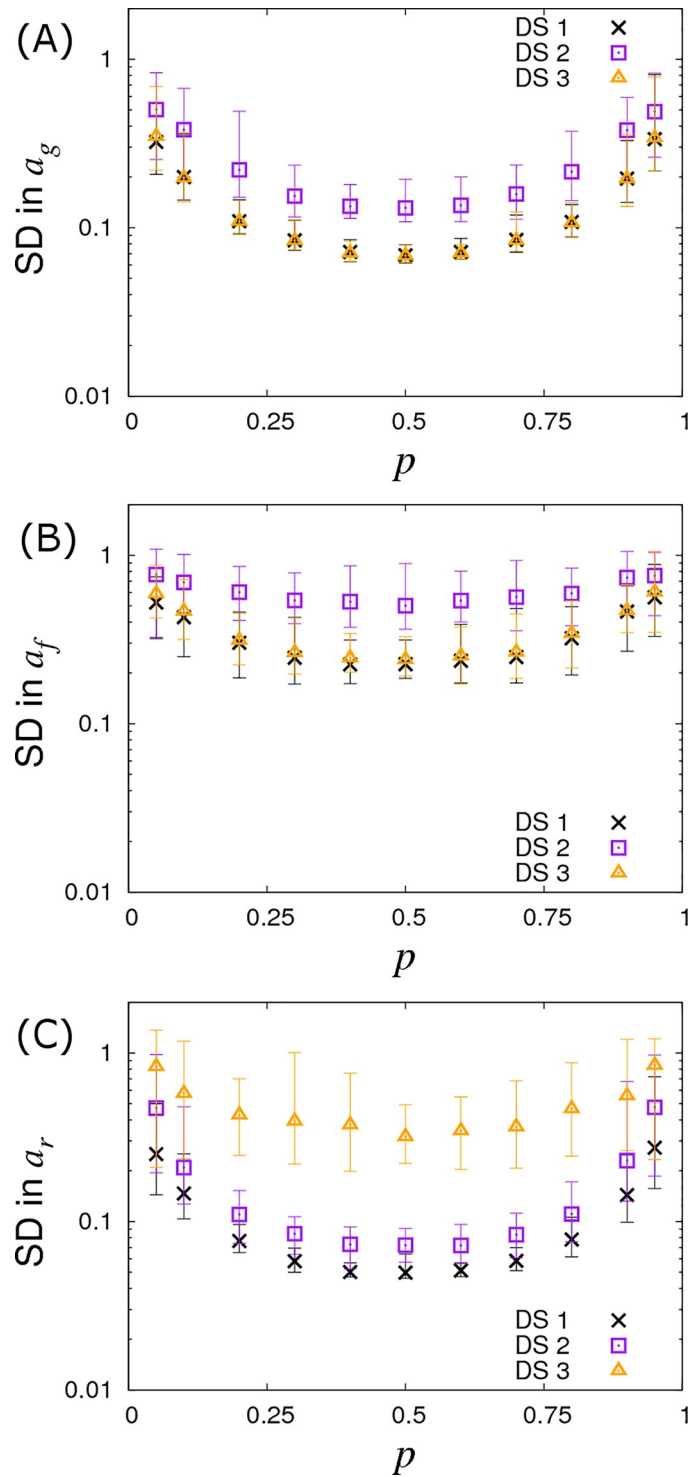 (A)
DS 1
DS 2
DS 3
1
0.1
0.01
SD in a_g
0 0.25 0.5 0.75 1
p
(B)
1
0.1
0.01
SD in a_f
DS 1
DS 2
DS 3
0 0.25 0.5 0.75 1
p
(C)
1
0.1
0.01
SD in a_r
DS 1
DS 2
DS 3
0 0.25 0.5 0.75 1
p